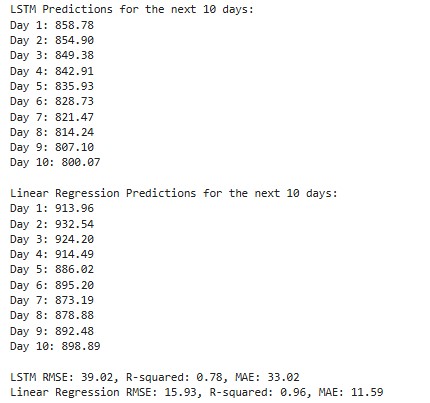 LSTM Predictions for the next 10 days:
Day 1: 858.78
Day 2: 854.90
Day 3: 849.38
Day 4: 842.91
Day 5: 835.93
Day 6: 828.73
Day 7: 821.47
Day 8: 814.24
Day 9: 807.10
Day 10: 800.07

Linear Regression Predictions for the next 10 days:
Day 1: 913.96
Day 2: 932.54
Day 3: 924.20
Day 4: 914.49
Day 5: 886.02
Day 6: 895.20
Day 7: 873.19
Day 8: 878.88
Day 9: 892.48
Day 10: 898.89

LSTM RMSE: 39.02, R-squared: 0.78, MAE: 33.02
Linear Regression RMSE: 15.93, R-squared: 0.96, MAE: 11.59